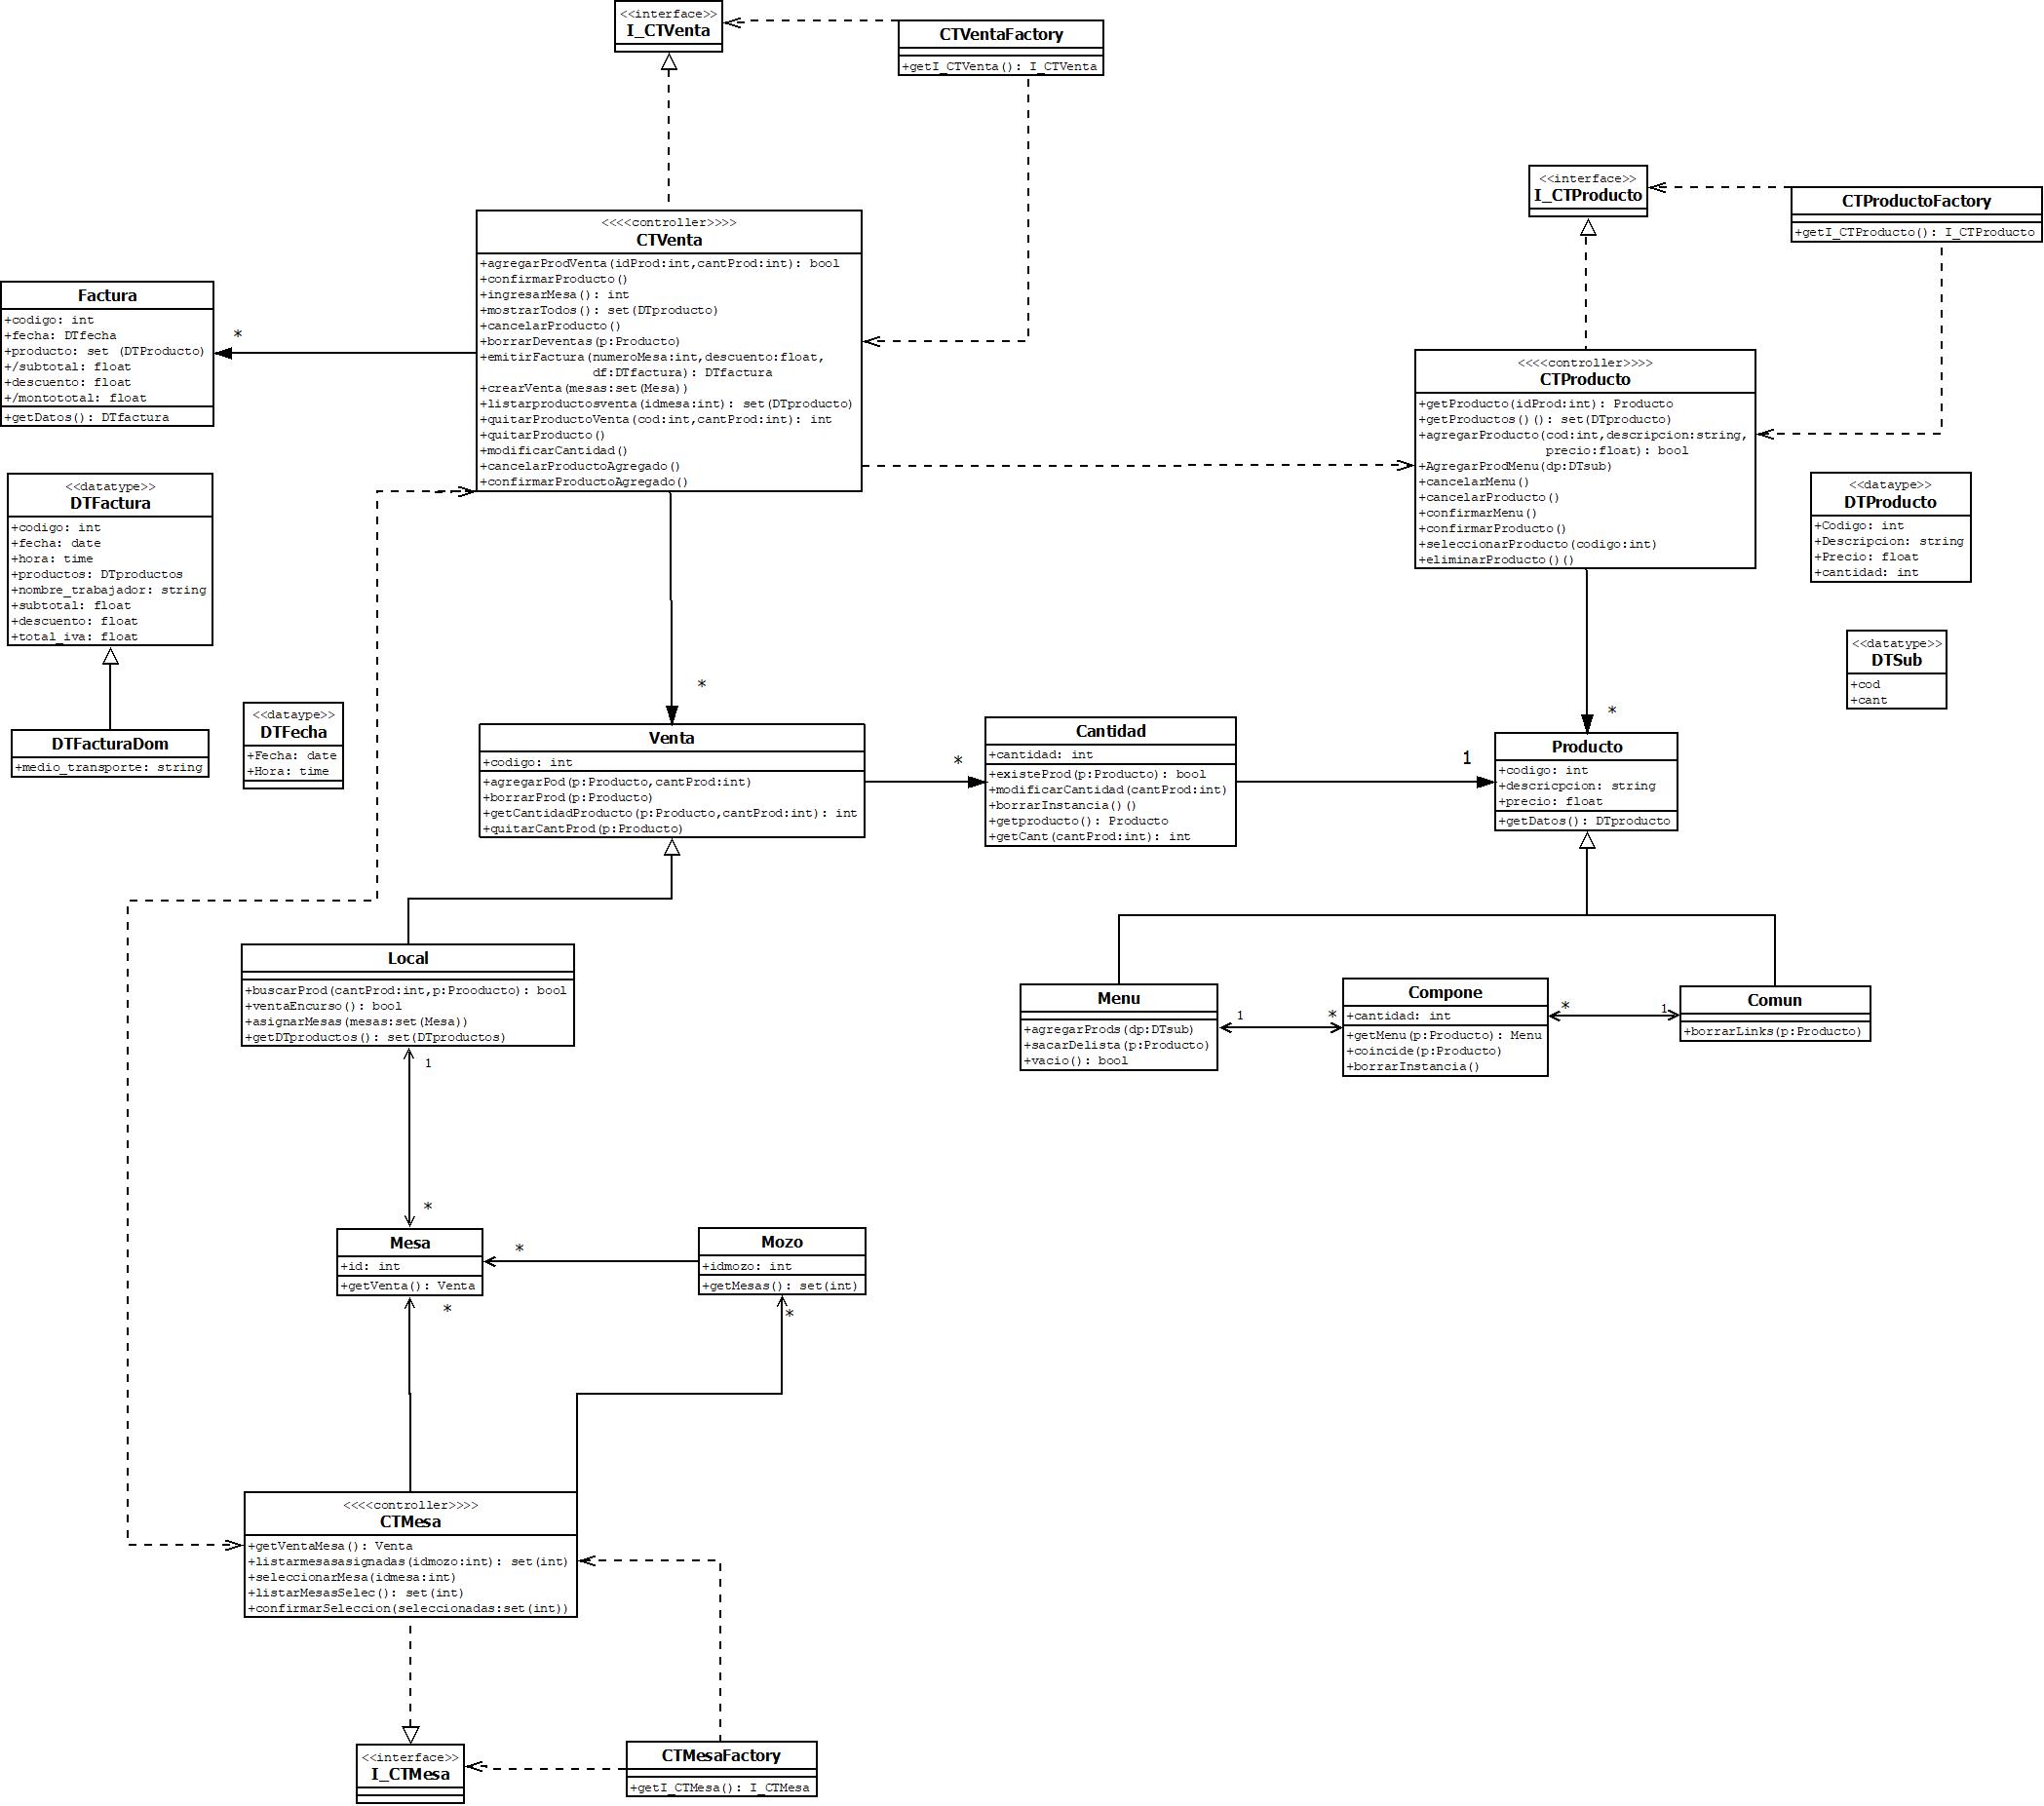 <<interface>>
I_CTVenta
CTVentaFactory
+getI_CTVenta(): I_CTVenta
<<interface>>
I_CTProducto
CTProductoFactory
+getI_CTProducto(): I_CTProducto
<<<<controller>>>>
CTVenta
+agregarProdVenta(idProd:int,cantProd:int): bool
+confirmarProducto()
+ingresarMesa(): int
+mostrarTodos(): set(DTproducto)
+cancelarProducto()
+borrarDeventas(p:Producto)
+emitirFactura(numeroMesa:int,descuento:float,
df:DTfactura): DTfactura
+crearVenta(mesas:set(Mesa))
+listarproductosventa(idmesa:int): set(DTproducto)
+quitarProductoVenta(cod:int,cantProd:int): int
+quitarProducto()
+modificarCantidad()
+cancelarProductoAgregado()
+confirmarProductoAgregado()
Factura
+codigo: int
+fecha: DTfecha
+producto: set (DTProducto)
+/subtotal: float
+descuento: float
+/montototal: float
+getDatos(): DTfactura
*
<<<<controller>>>>
CTProducto
+getProducto(idProd:int): Producto
+getProductos()(): set(DTproducto)
+agregarProducto(cod:int,descripcion:string,
precio:float): bool
+AgregarProdMenu(dp:DTsub)
+cancelarMenu()
+cancelarProducto()
+confirmarMenu()
+confirmarProducto()
+seleccionarProducto(codigo:int)
+eliminarProducto()()
<<datatype>>
DTFactura
+codigo: int
+fecha: date
+hora: time
+productos: DTproductos
+nombre_trabajador: string
+subtotal: float
+descuento: float
+total_iva: float
<<dataype>>
DTProducto
+Codigo: int
+Descripcion: string
+Precio: float
+cantidad: int
<<datatype>>
DTSub
+cod
+cant
DTFacturaDom
+medio_transporte: string
<<dataype>>
DTFecha
+Fecha: date
+Hora: time
*
Venta
+codigo: int
+agregarPod(p:Producto,cantProd:int)
+borrarProd(p:Producto)
+getCantidadProducto(p:Producto,cantProd:int): int
+quitarCantProd(p:Producto)
*
Cantidad
+cantidad: int
+existeProd(p:Producto): bool
+modificarCantidad(cantProd:int)
+borrarInstancia()()
+getproducto(): Producto
+getCant(cantProd:int): int
1
*
Producto
+codigo: int
+descricpcion: string
+precio: float
+getDatos(): DTproducto
Local
+buscarProd(cantProd:int,p:Prooducto): bool
+ventaEncurso(): bool
+asignarMesas(mesas:set(Mesa))
+getDTproductos(): set(DTproductos)
1
*
Menu
+agregarProds(dp:DTsub)
+sacarDelista(p:Producto)
+vacio(): bool
1
*
Compone
+cantidad: int
+getMenu(p:Producto): Menu
+coincide(p:Producto)
+borrarInstancia()
*
1
Comun
+borrarLinks(p:Producto)
Mesa
+id: int
+getVenta(): Venta
*
*
Mozo
+idmozo: int
+getMesas(): set(int)
*
<<<<controller>>>>
CTMesa
+getVentaMesa(): Venta
+listarmesasasignadas(idmozo:int): set(int)
+seleccionarMesa(idmesa:int)
+listarMesasSelec(): set(int)
+confirmarSeleccion(seleccionadas:set(int))
<<interface>>
I_CTMesa
CTMesaFactory
+getI_CTMesa(): I_CTMesa